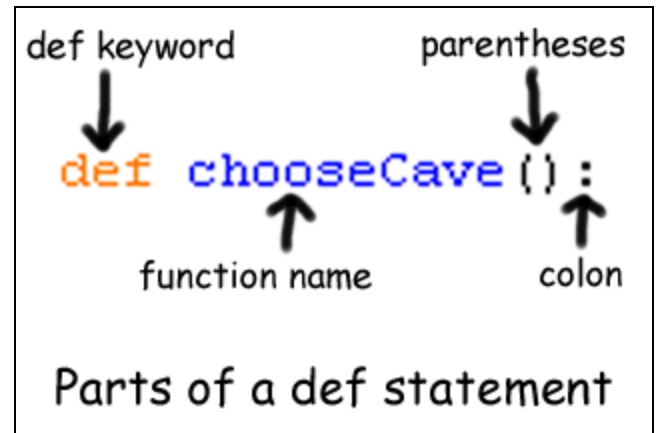 def keyword parentheses
def chooseCave():
function name colon
Parts of a def statement